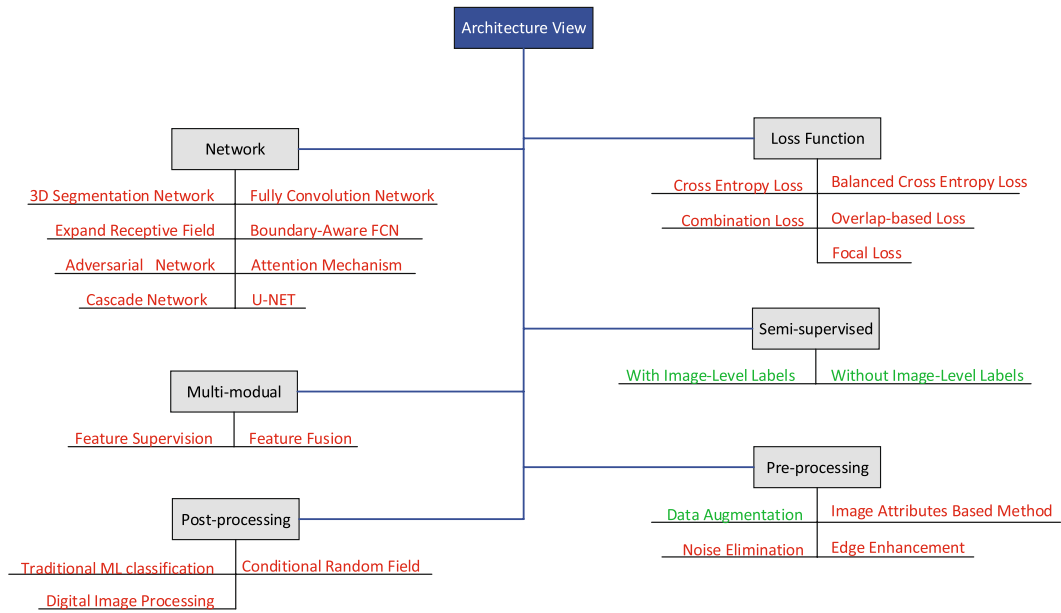 Architecture View
Network
3D Segmentation Network
Fully Convolution Network
Expand Receptive Field
Boundary-Aware FCN
Adversarial Network
Attention Mechanism
Cascade Network
U-NET
Multi-modual
Feature Supervision
Feature Fusion
Post-processing
Traditional ML classification
Conditional Random Field
Digital Image Processing
Loss Function
Cross Entropy Loss
Balanced Cross Entropy Loss
Combination Loss
Overlap-based Loss
Focal Loss
Semi-supervised
With Image-Level Labels
Without Image-Level Labels
Pre-processing
Data Augmentation
Image Attributes Based Method
Noise Elimination
Edge Enhancement